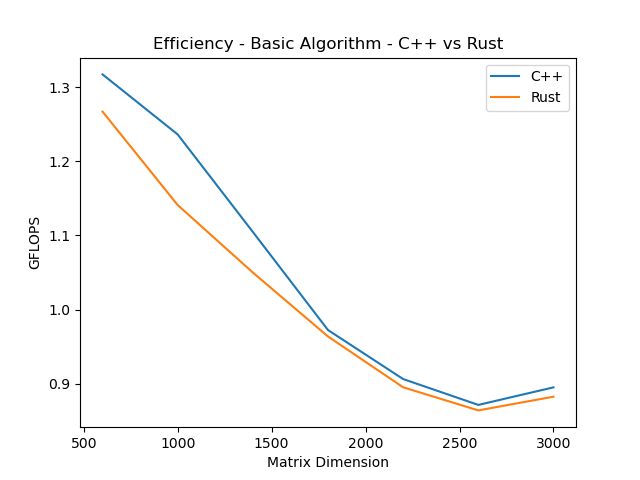 Efficiency - Basic Algorithm - C++ vs Rust
C++
Rust
GFLOPS
1.3
1.2
1.1
1.0
0.9
500
1000
1500
2000
2500
3000
Matrix Dimension